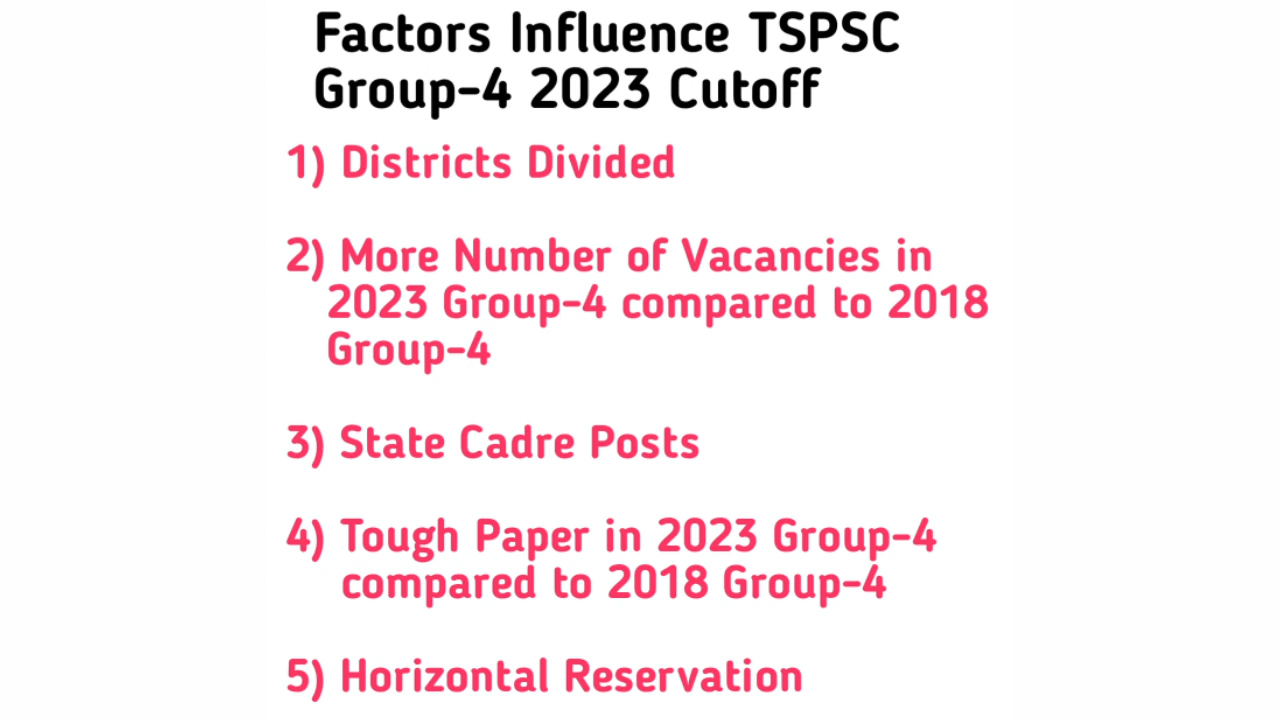 Factors Influence TSPSC
Group-4 2023 Cutoff
1) Districts Divided
2) More Number of Vacancies in
2023 Group-4 compared to 2018
Group-4
3) State Cadre Posts
4) Tough Paper in 2023 Group-4
compared to 2018 Group-4
5) Horizontal Reservation